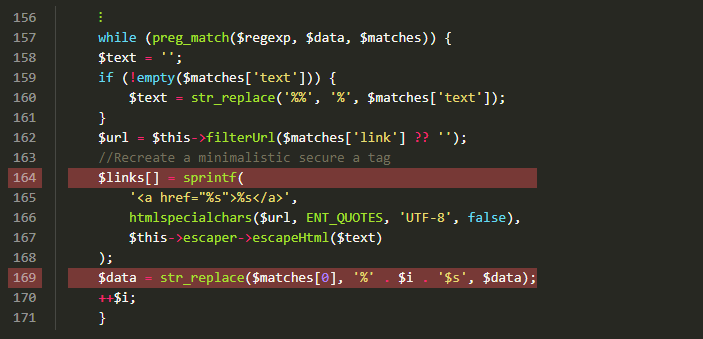 156 ⋮
157 while (preg_match($regexp, $data, $matches)) {
158 $text = '';
159 if (!empty($matches['text'])) {
160     $text = str_replace('%%', '%', $matches['text']);
161 }
162 $url = $this->filterUrl($matches['link'] ?? '');
163 //Recreate a minimalistic secure a tag
164 $links[] = sprintf(
165     '<a href="%s">%s</a>',
166     htmlspecialchars($url, ENT_QUOTES, 'UTF-8', false),
167     $this->escaper->escapeHtml($text)
168 );
169 $data = str_replace($matches[0], '%' . $i . '$s', $data);
170 ++$i;
171 }